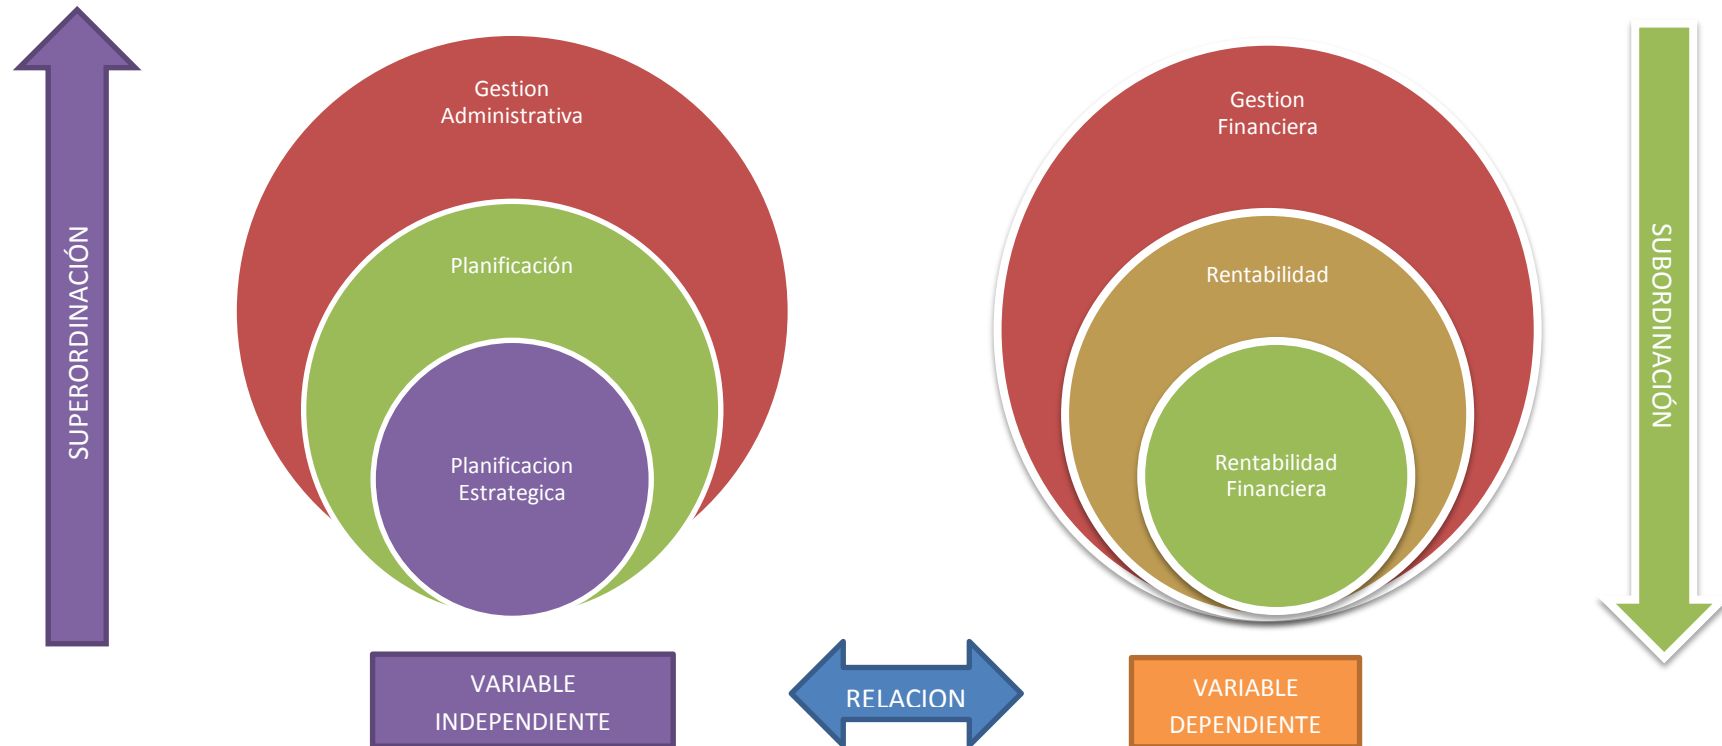 SUPERORDINACIÓN
Gestion
Administrativa
Planificación
Planificacion
Estrategica
Gestion
Financiera
Rentabilidad
Rentabilidad
Financiera
SUBORDINACIÓN
VARIABLE
INDEPENDIENTE
RELACION
VARIABLE
DEPENDIENTE